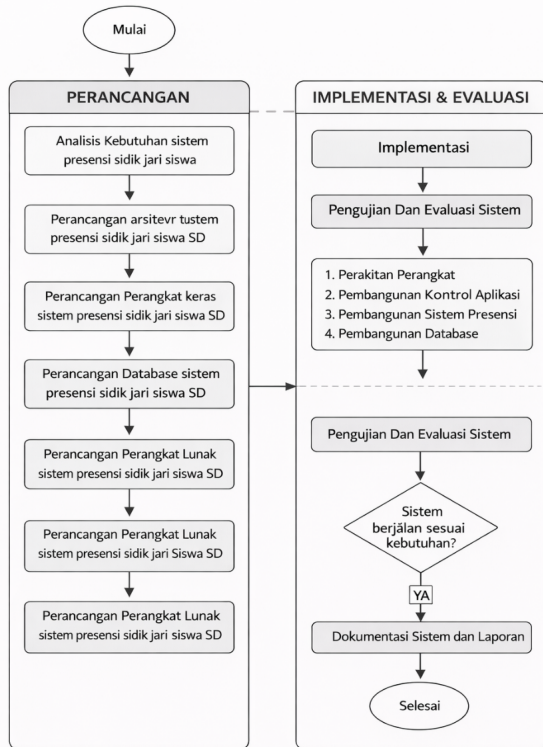 Mulai
PERANCANGAN
Analisis Kebutuhan sistem
presensi sidik jari siswa
Perancangan arsitevr tustem
presensi sidik jari siswa SD
Perancangan Perangkat keras
sistem presensi sidik jari siswa SD
Perancangan Database sistem
presensi sidik jari siswa SD
Perancangan Perangkat Lunak
sistem presensi sidik jari siswa SD
Perancangan Perangkat Lunak
sistem presensi sidik jari Siswa SD
Perancangan Perangkat Lunak
sistem presensi sidik jari siswa SD
IMPLEMENTASI & EVALUASI
Implementasi
Pengujian Dan Evaluasi Sistem
1. Perakitan Perangkat
2. Pembangunan Kontrol Aplikasi
3. Pembangunan Sistem Presensi
4. Pembangunan Database
Pengujian Dan Evaluasi Sistem
Sistem
berjàlan sesuai
kebutuhan?
YA
Dokumentasi Sistem dan Laporan
Selesai